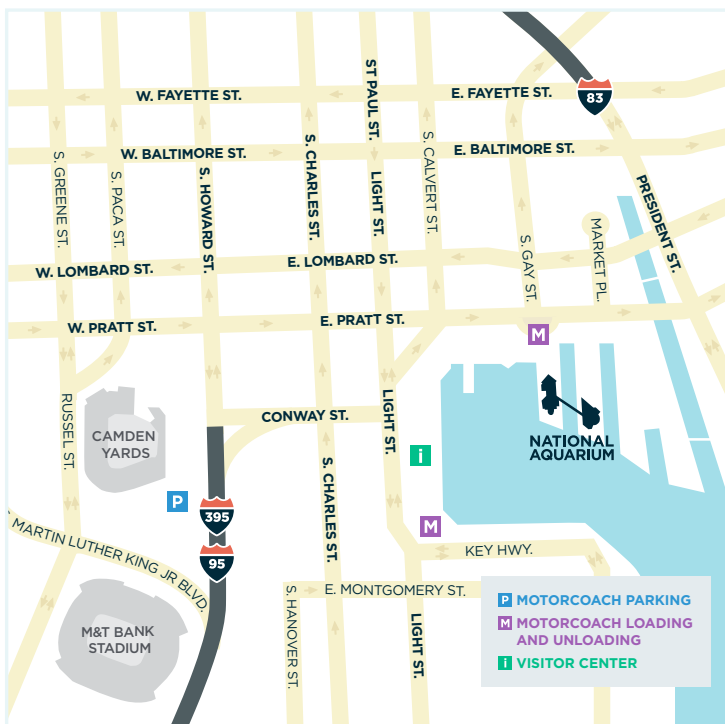 W. FAYETTE ST.
E. FAYETTE ST.
83
ST PAUL ST.
S. CHARLES ST.
S. CALVERT ST.
W. BALTIMORE ST.
E. BALTIMORE ST.
S. GREENE ST.
S. PACA ST.
S. HOWARD ST.
LIGHT ST.
PRESIDENT ST.
S. GAY ST.
MARKET PL.
W. LOMBARD ST.
E. LOMBARD ST.
W. PRATT ST.
E. PRATT ST.
M
RUSSEL ST.
CONWAY ST.
LIGHT ST.
CAMDEN
YARDS
NATIONAL
AQUARIUM
i
S. CHARLES ST.
P
395
M
MARTIN LUTHER KING JR BLVD.
95
KEY HWY.
S. HANOVER ST.
E. MONTGOMERY ST.
LIGHT ST.
M&T BANK
STADIUM
P MOTORCOACH PARKING
M MOTORCOACH LOADING
AND UNLOADING
i VISITOR CENTER